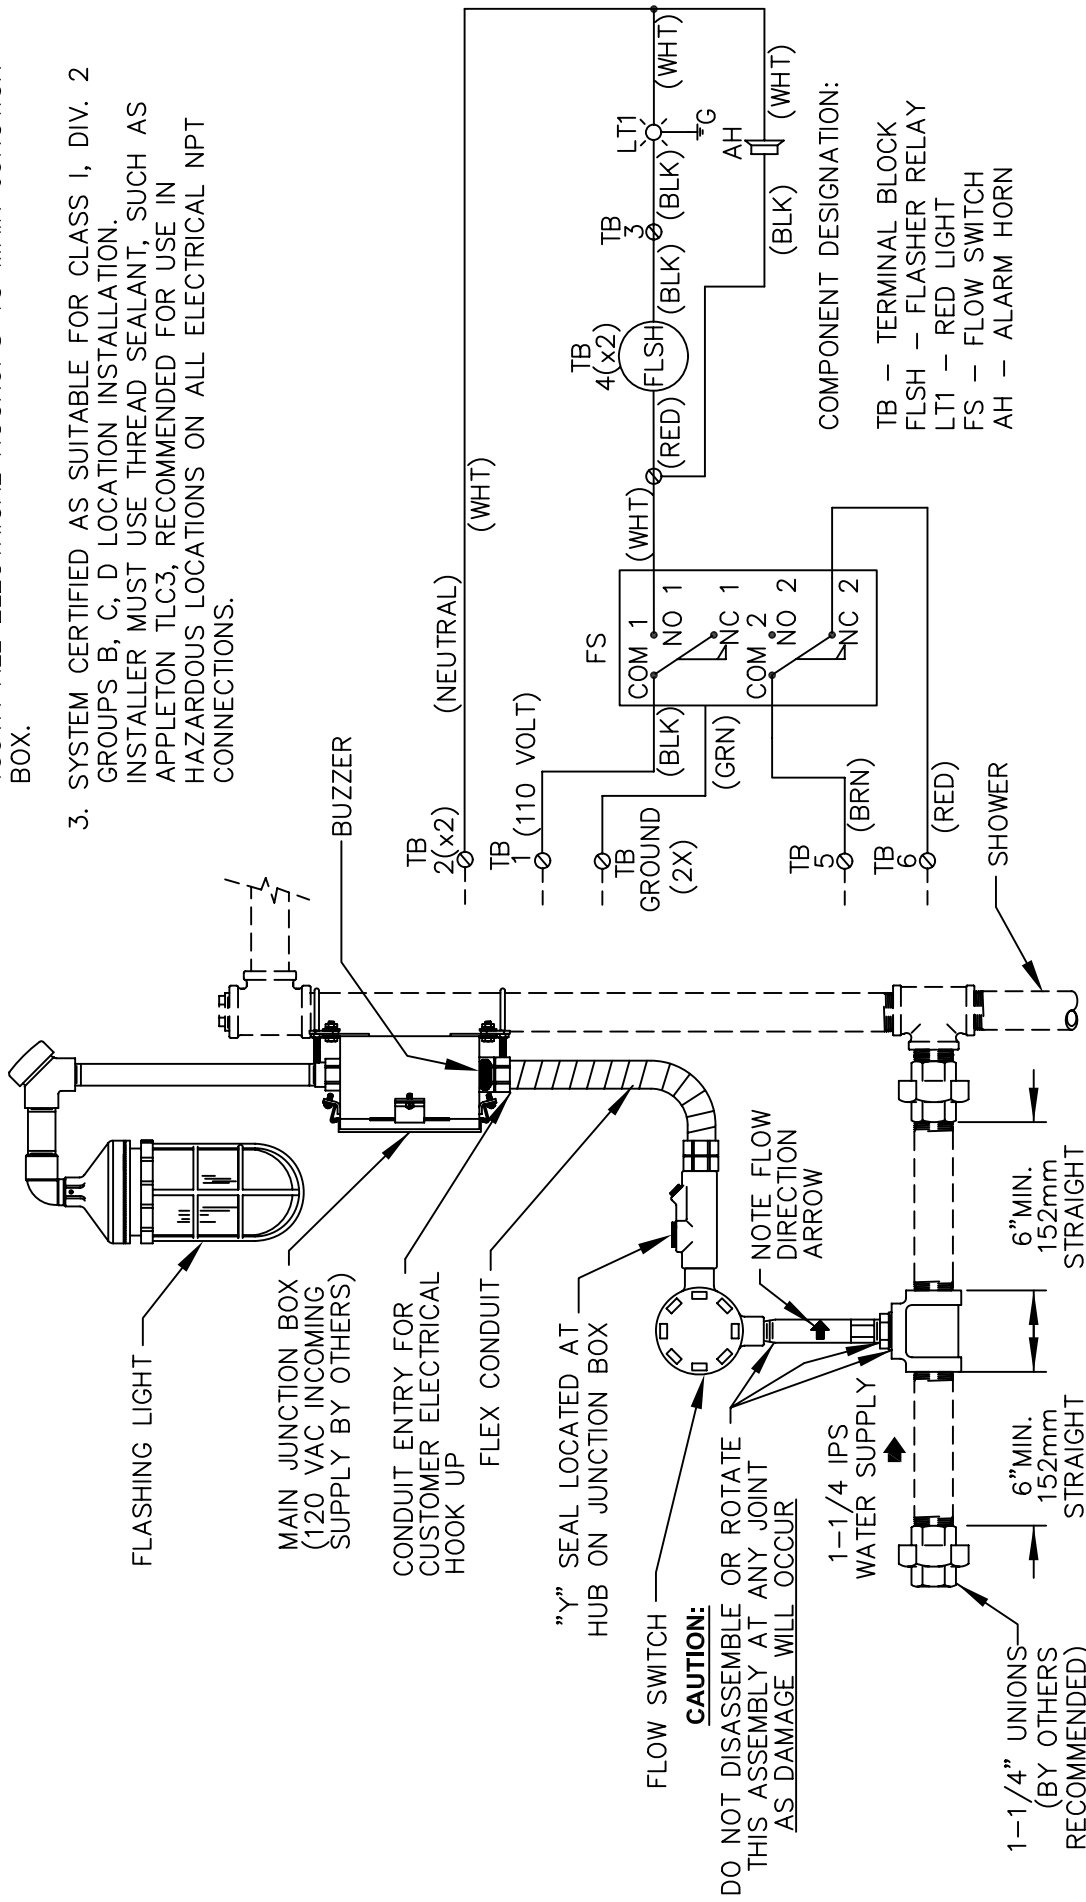 BOX.
3. SYSTEM CERTIFIED AS SUITABLE FOR CLASS I, DIV. 2
GROUPS B, C, D LOCATION INSTALLATION.
INSTALLER MUST USE THREAD SEALANT, SUCH AS
APPLETON TLC3, RECOMMENDED FOR USE IN
HAZARDOUS LOCATIONS ON ALL ELECTRICAL NPT
CONNECTIONS.
FLASHING LIGHT
MAIN JUNCTION BOX
(120 VAC INCOMING
SUPPLY BY OTHERS)
CONDUIT ENTRY FOR
CUSTOMER ELECTRICAL
HOOK UP
FLEX CONDUIT
"Y" SEAL LOCATED AT
HUB ON JUNCTION BOX
FLOW SWITCH
CAUTION:
DO NOT DISASSEMBLE OR ROTATE
THIS ASSEMBLY AT ANY JOINT
AS DAMAGE WILL OCCUR
1-1/4 IPS
WATER SUPPLY
1-1/4" UNIONS
(BY OTHERS
RECOMMENDED)
6"MIN.
152mm
STRAIGHT
6"MIN.
152mm
STRAIGHT
NOTE FLOW
DIRECTION
ARROW
BUZZER
SHOWER
TB
2(x2)
(NEUTRAL)
(WHT)
TB
1
(110 VOLT)
(BLK)
TB
GROUND
(2X)
(GRN)
TB
5
(BRN)
TB
6
(RED)
FS
COM 1
NO 1
NC 1
COM 2
NO 2
NC 2
(WHT)
(RED)
TB
4(x2)
FLSH
(BLK)
TB
3
(BLK)
LT1
G
(WHT)
AH
(BLK)
(WHT)
COMPONENT DESIGNATION:
TB - TERMINAL BLOCK
FLSH - FLASHER RELAY
LT1 - RED LIGHT
FS - FLOW SWITCH
AH - ALARM HORN